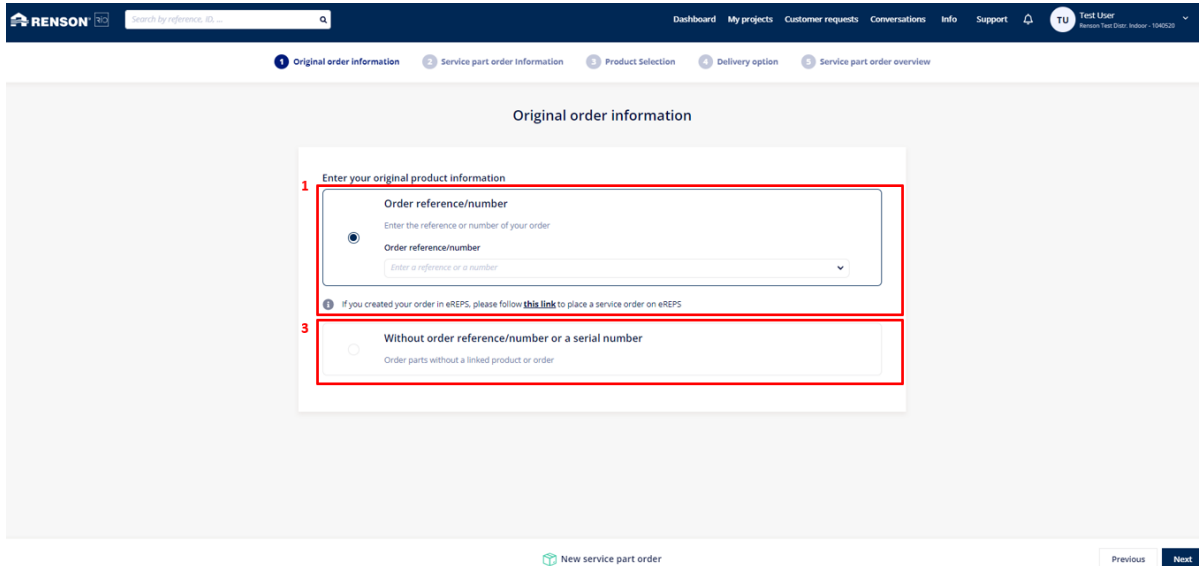 RENSON RIO
Search by reference, ID, ...
Dashboard My projects Customer requests Conversations Info Support
TU
Test User
Renson Test Distr. Indoor - 1040520
1 Original order information 2 Service part order Information 3 Product Selection 4 Delivery option 5 Service part order overview
Original order information
Enter your original product information
1
Order reference/number
Enter the reference or number of your order
Order reference/number
Enter a reference or a number
If you created your order in eREPS, please follow this link to place a service order on eREPS
3
Without order reference/number or a serial number
Order parts without a linked product or order
New service part order
Previous Next